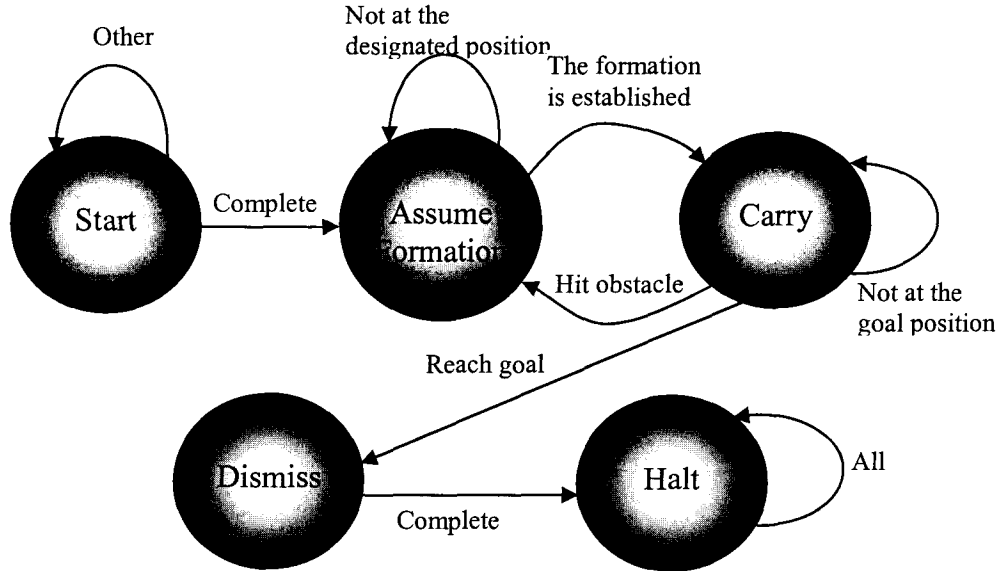 Other
Not at the
designated position
The formation
is established
Start
Complete
Assume
Formation
Carry
Hit obstacle
Not at the
goal position
Reach goal
Dismiss
Complete
Halt
All